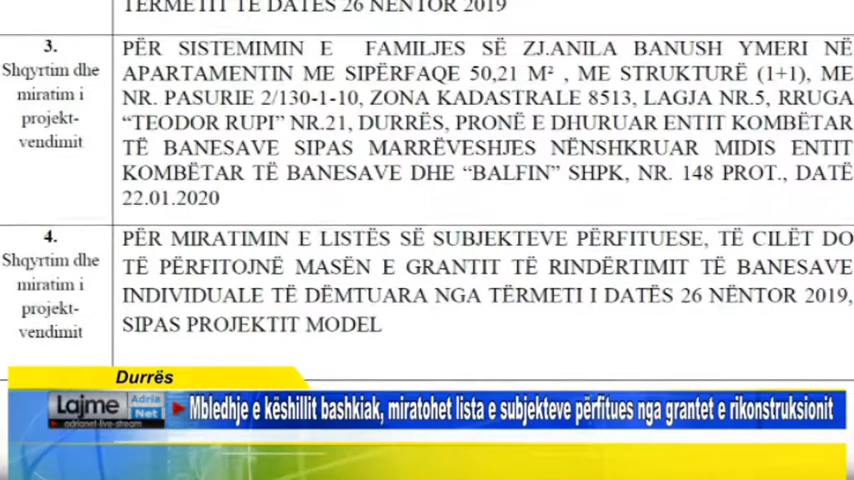 TËRMETIT TË DATËS 26 NËNTOR 2019
3.
Shqyrtim dhe
miratim i
projekt-
vendimit
PËR SISTEMIMIN E FAMILJES SË ZJ.ANILA BANUSH YMERI NË
APARTAMENTIN ME SIPËRFAQE 50,21 M² , ME STRUKTURË (1+1), ME
NR. PASURIE 2/130-1-10, ZONA KADASTRALE 8513, LAGJA NR.5, RRUGA
“TEODOR RUPI” NR.21, DURRËS, PRONË E DHURUAR ENTIT KOMBËTAR
TË BANESAVE SIPAS MARRËVESHJES NËNSHKRUAR MIDIS ENTIT
KOMBËTAR TË BANESAVE DHE “BALFIN” SHPK, NR. 148 PROT., DATË
22.01.2020
4.
Shqyrtim dhe
miratim i
projekt-
vendimit
PËR MIRATIMIN E LISTËS SË SUBJEKTEVE PËRFITUESE, TË CILËT DO
TË PËRFITOJNË MASËN E GRANTIT TË RINDËRTIMIT TË BANESAVE
INDIVIDUALE TË DËMTUARA NGA TËRMETI I DATËS 26 NËNTOR 2019,
SIPAS PROJEKTIT MODEL
Durrës
Lajme
Adria
Net
adrianet-live-stream
Mbledhje e këshillit bashkiak, miratohet lista e subjekteve përfitues nga grantet e rikonstruksionit